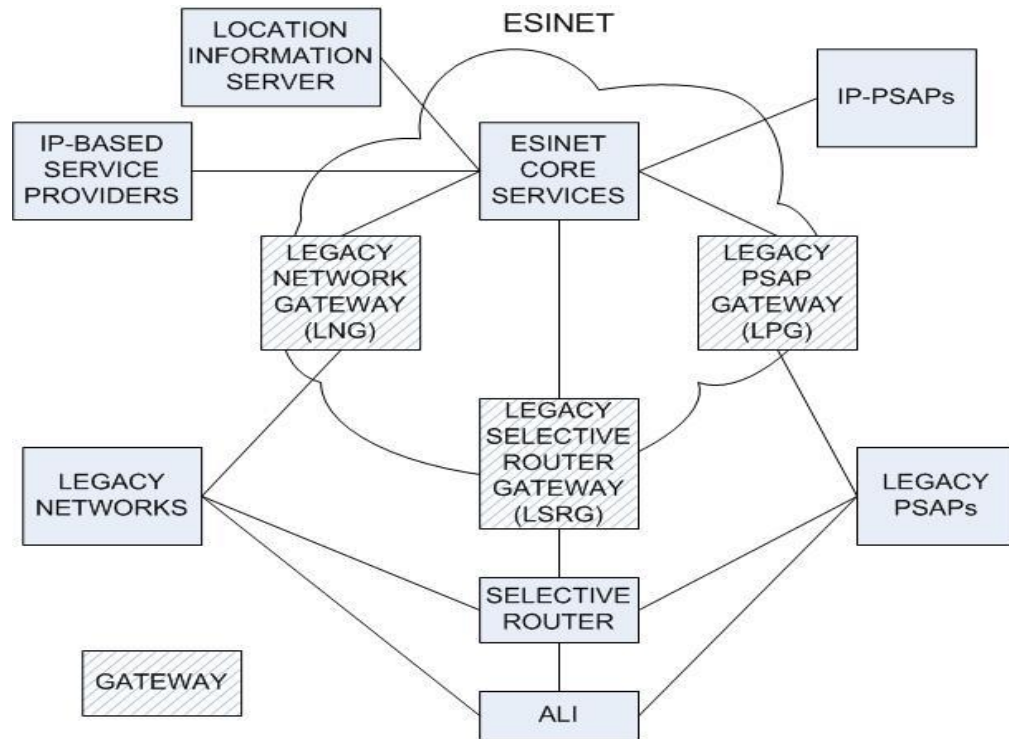 ESINET
LOCATION
INFORMATION
SERVER
IP-PSAPs
IP-BASED
SERVICE
PROVIDERS
ESINET
CORE
SERVICES
LEGACY
NETWORK
GATEWAY
(LNG)
LEGACY
PSAP
GATEWAY
(LPG)
LEGACY
SELECTIVE
ROUTER
GATEWAY
(LSRG)
LEGACY
NETWORKS
LEGACY
PSAPs
SELECTIVE
ROUTER
GATEWAY
ALI